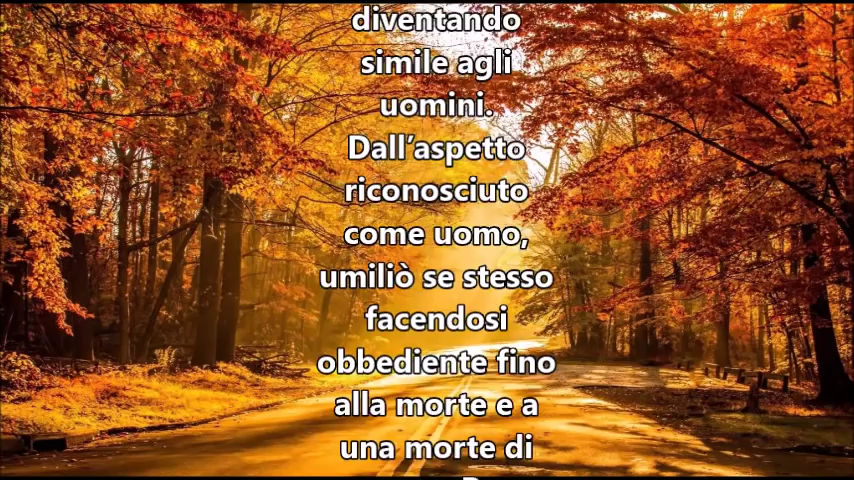 diventando
simile agli
uomini.
Dall’aspetto
riconosciuto
come uomo,
umiliò se stesso
facendosi
obbediente fino
alla morte e a
una morte di